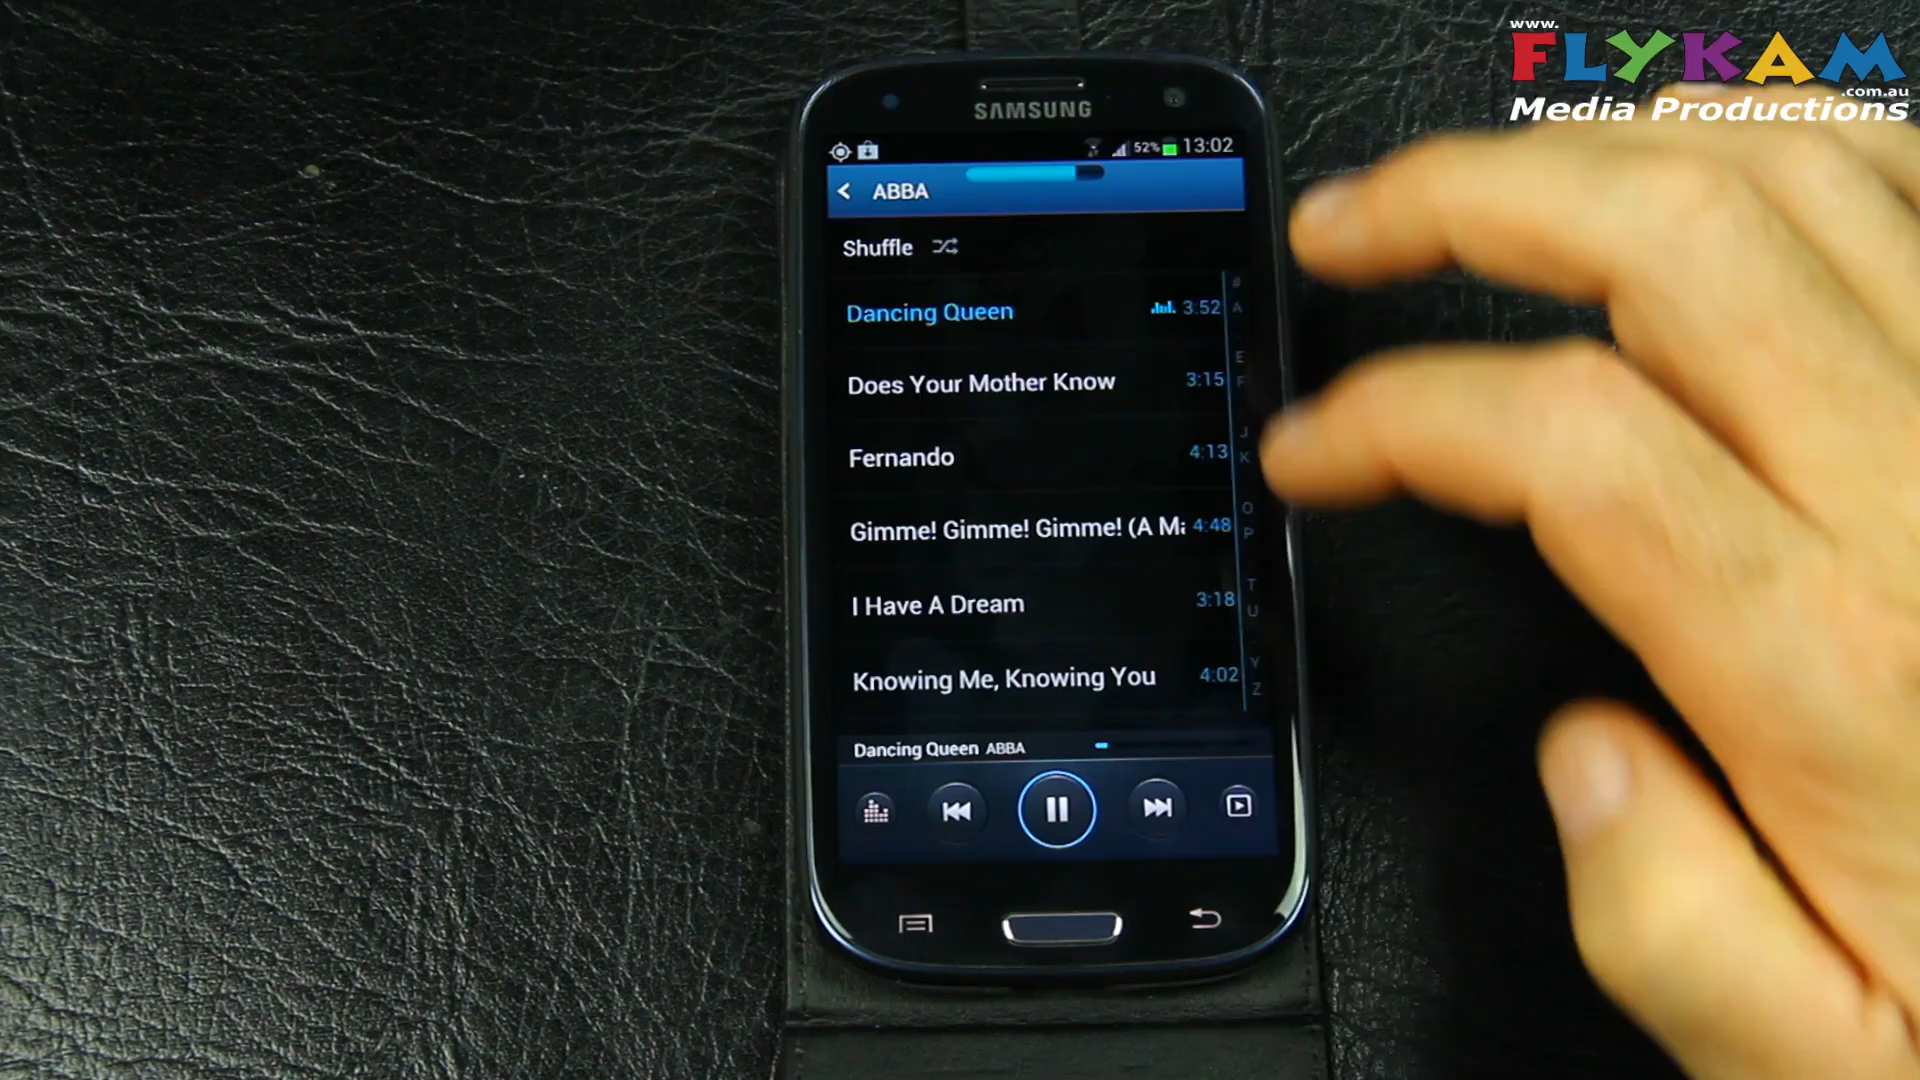 www.
FLYKAM
.com.au
Media Productions
SAMSUNG
52% 13:02
ABBA
Shuffle
Dancing Queen 3:52
Does Your Mother Know 3:15
Fernando 4:13
Gimme! Gimme! Gimme! (A Ma 4:48
I Have A Dream 3:18
Knowing Me, Knowing You 4:02
#
A
E
F
J
K
O
P
T
U
Y
Z
Dancing Queen ABBA